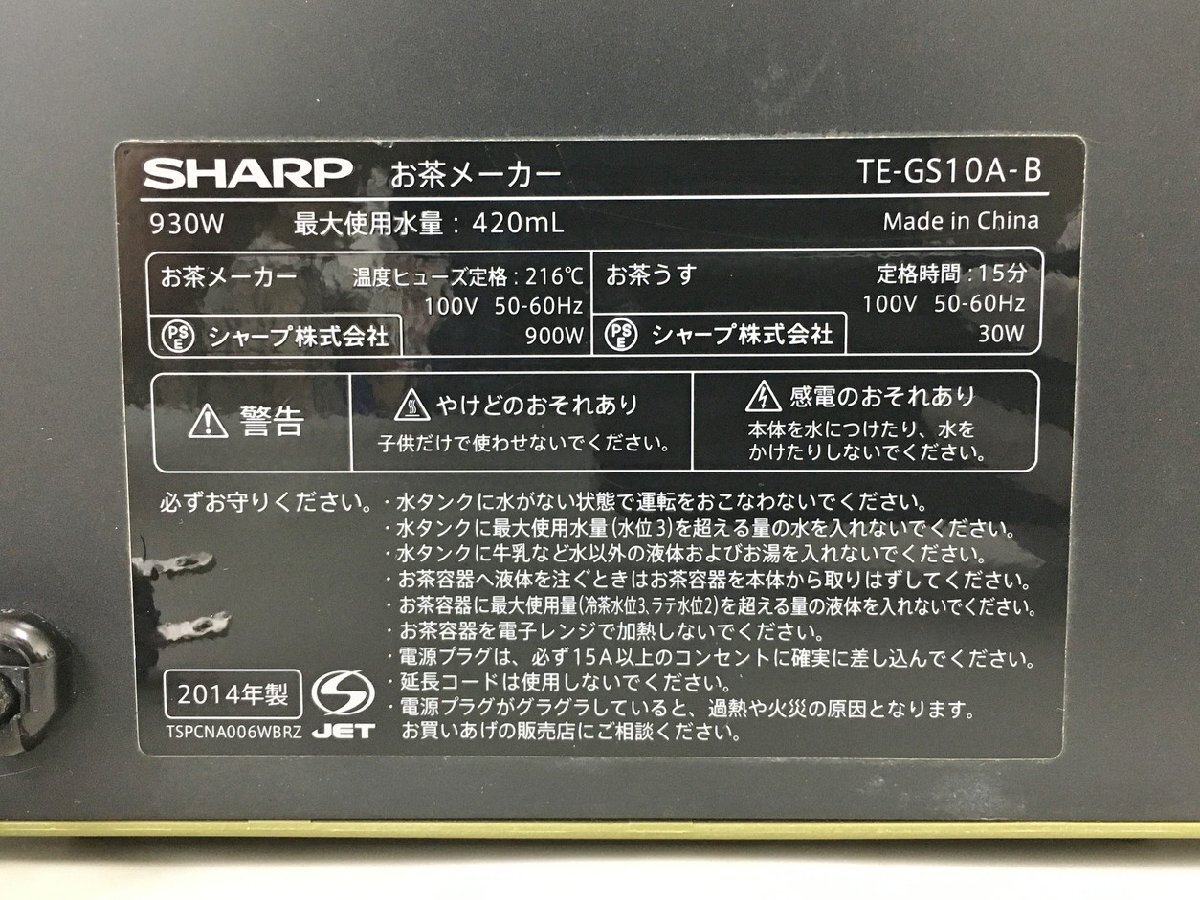 SHARP お茶メーカー TE-GS10A-B
930W 最大使用水量：420mL Made in China
お茶メーカー 温度ヒューズ定格：216℃
100V 50-60Hz
PSE シャープ株式会社 900W
お茶うす 定格時間：15分
100V 50-60Hz
PSE シャープ株式会社 30W
警告
やけどのおそれあり
子供だけで使わせないでください。
感電のおそれあり
本体を水につけたり、水を
かけたりしないでください。
必ずお守りください。・水タンクに水がない状態で運転をおこなわないでください。
・水タンクに最大使用水量(水位3)を超える量の水を入れないでください。
・水タンクに牛乳など水以外の液体およびお湯を入れないでください。
・お茶容器へ液体を注ぐときはお茶容器を本体から取りはずしてください。
・お茶容器に最大使用量(冷茶水位3、ラテ水位2)を超える量の液体を入れないでください。
・お茶容器を電子レンジで加熱しないでください。
・電源プラグは、必ず15A以上のコンセントに確実に差し込んでください。
・延長コードは使用しないでください。
・電源プラグがグラグラしていると、過熱や火災の原因となります。
お買いあげの販売店にご相談ください。
2014年製
TSPCNA006WBRZ JET